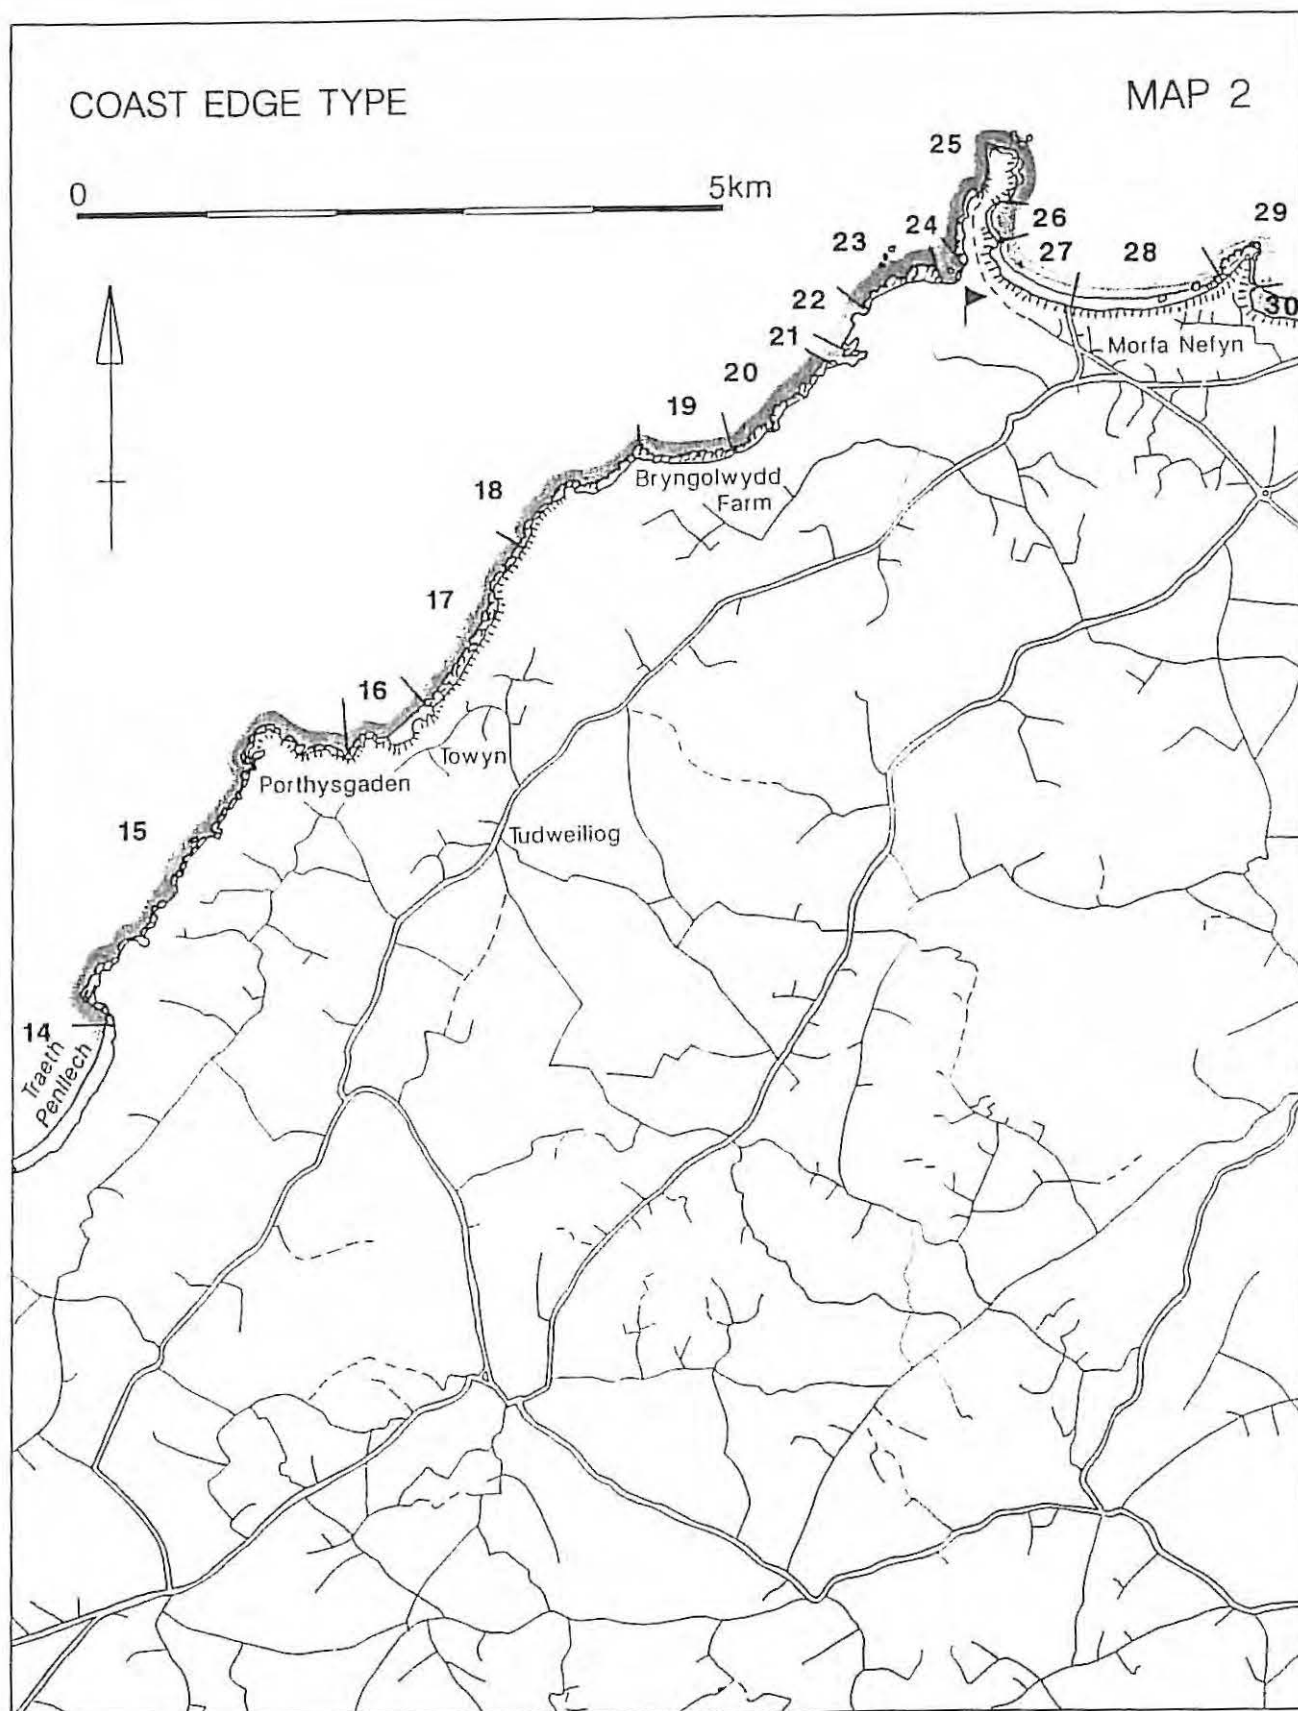 COAST EDGE TYPE
MAP 2
0
5km
25
26
29
24
23
27
28
22
30
21
Morfa Nefyn
20
19
Bryngolwydd
Farm
18
17
16
Towyn
Porthysgaden
15
Tudweiliog
14
Traeth
Penllech